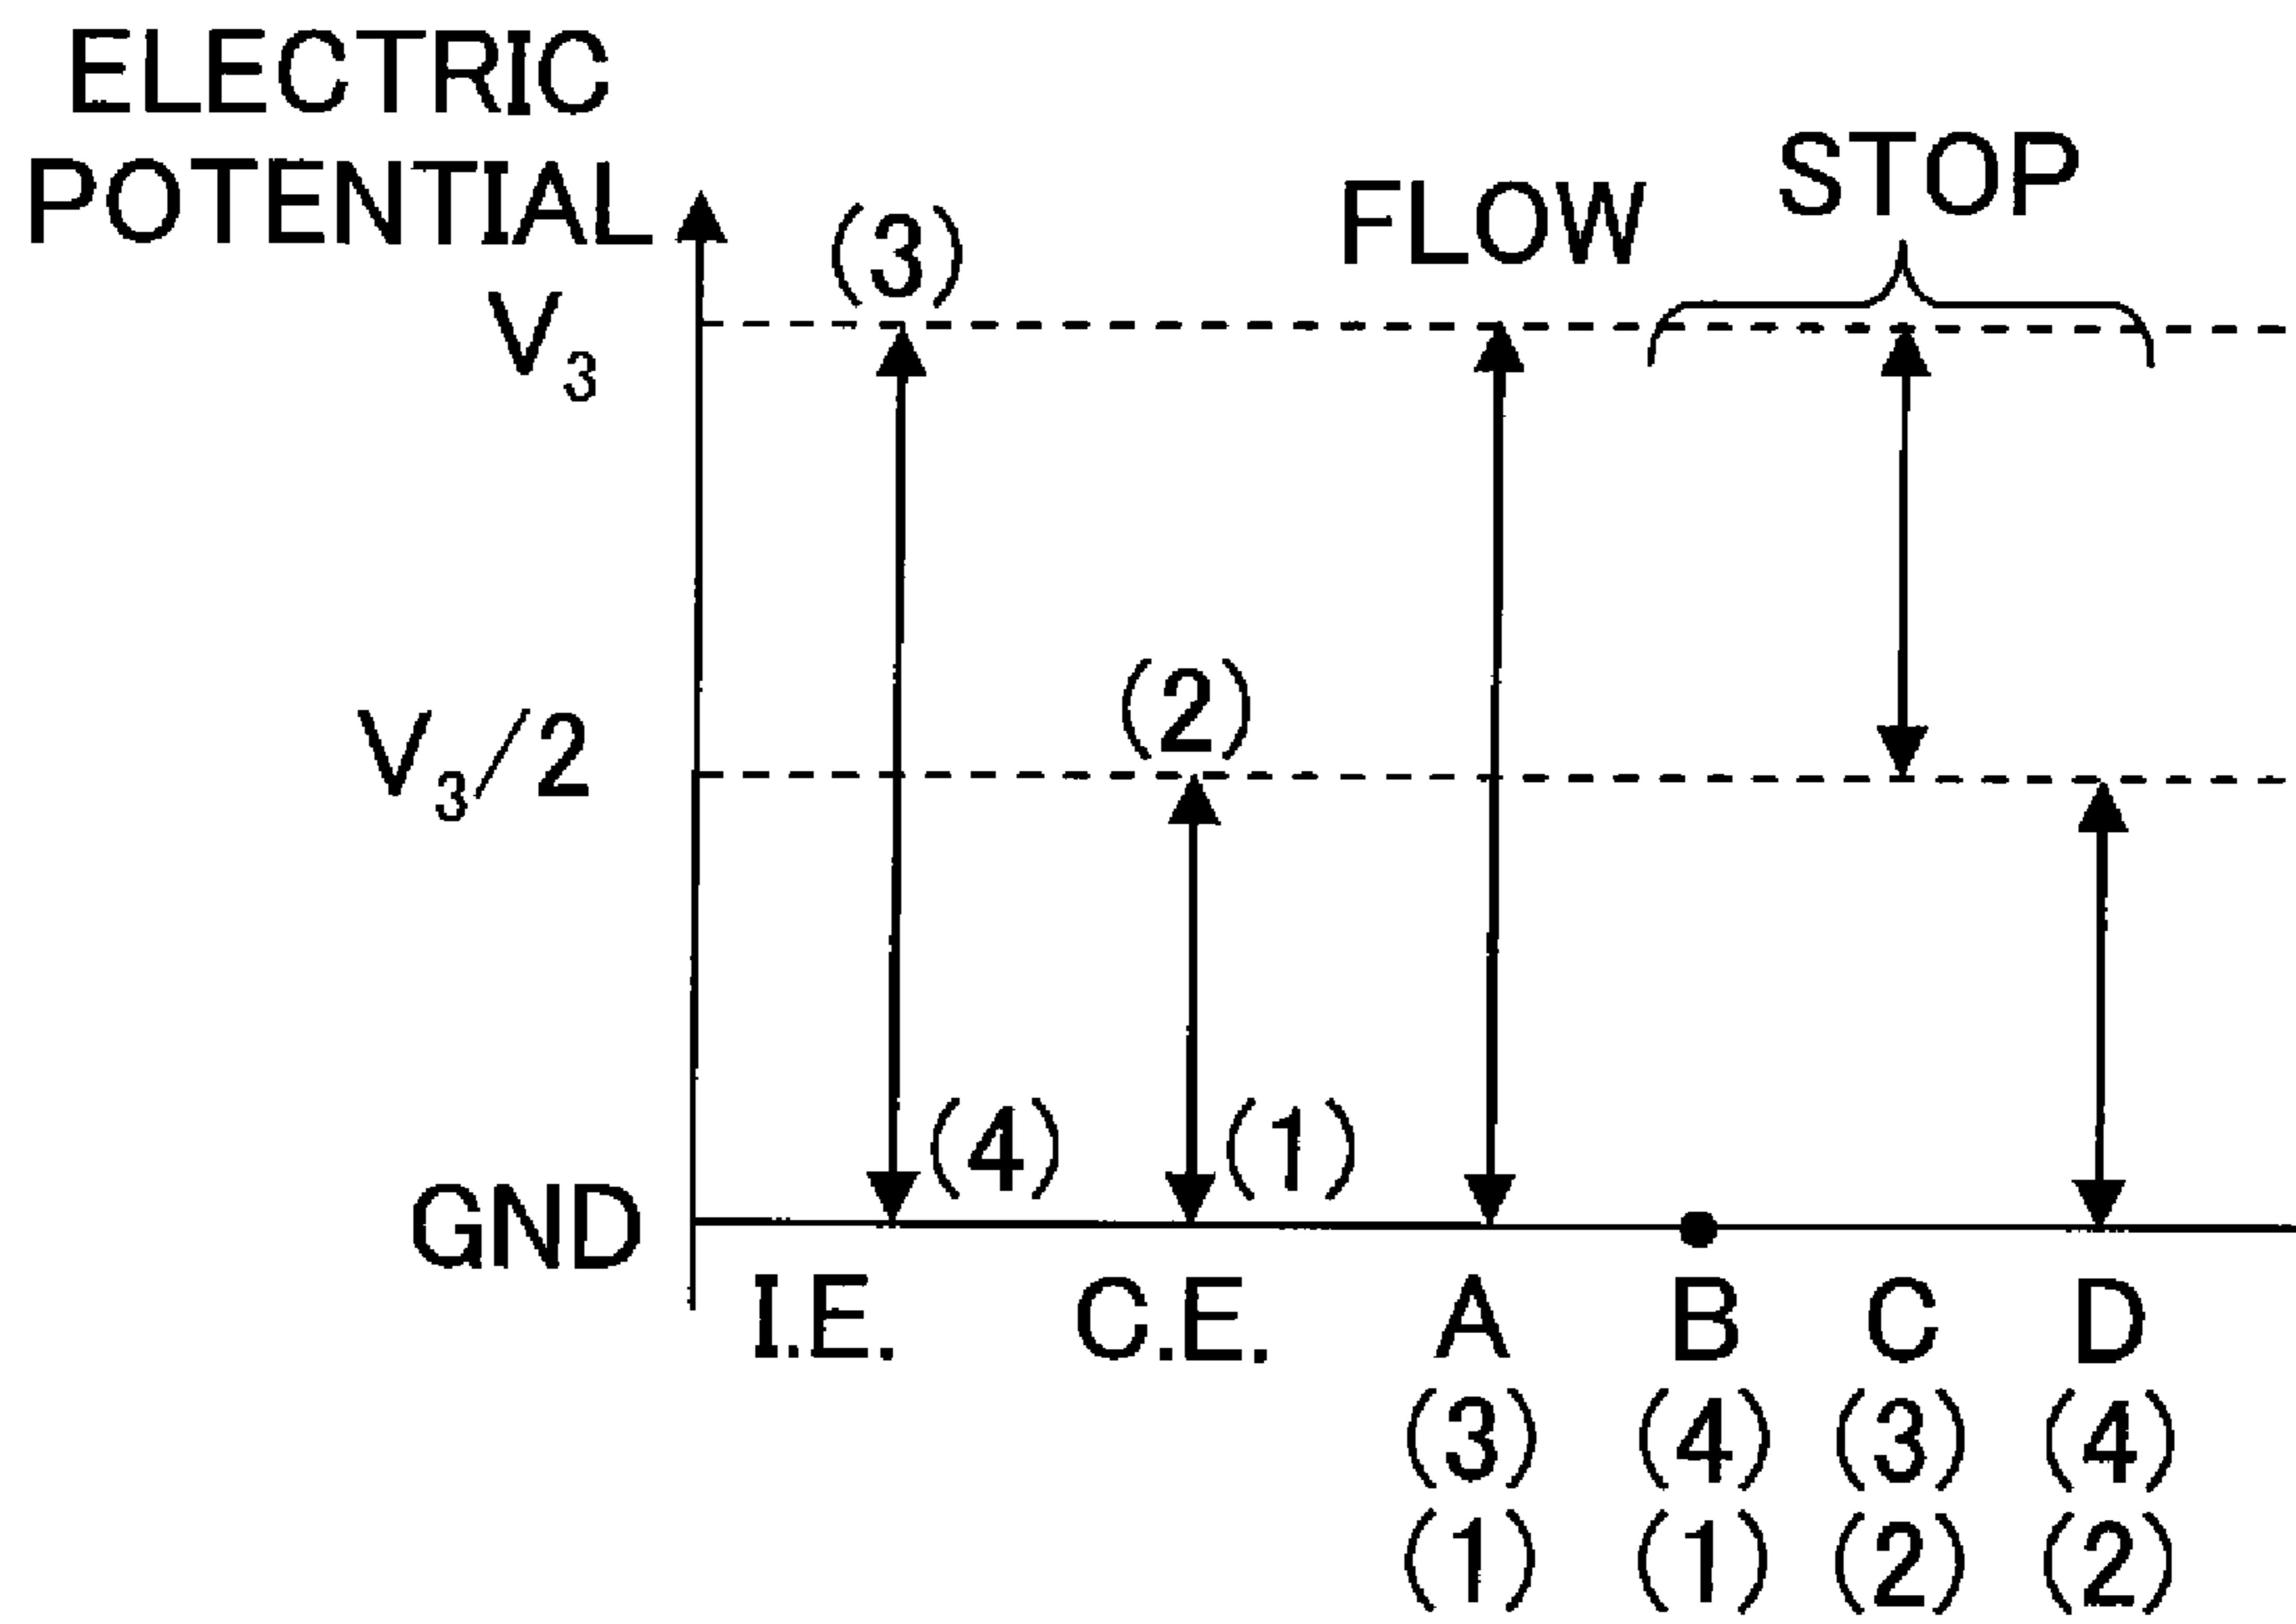 ELECTRIC
POTENTIAL
(3)
FLOW
STOP
V3
(2)
V3/2
(4)
(1)
GND
I.E. C.E. A B C D
(3) (4) (3) (4)
(1) (1) (2) (2)